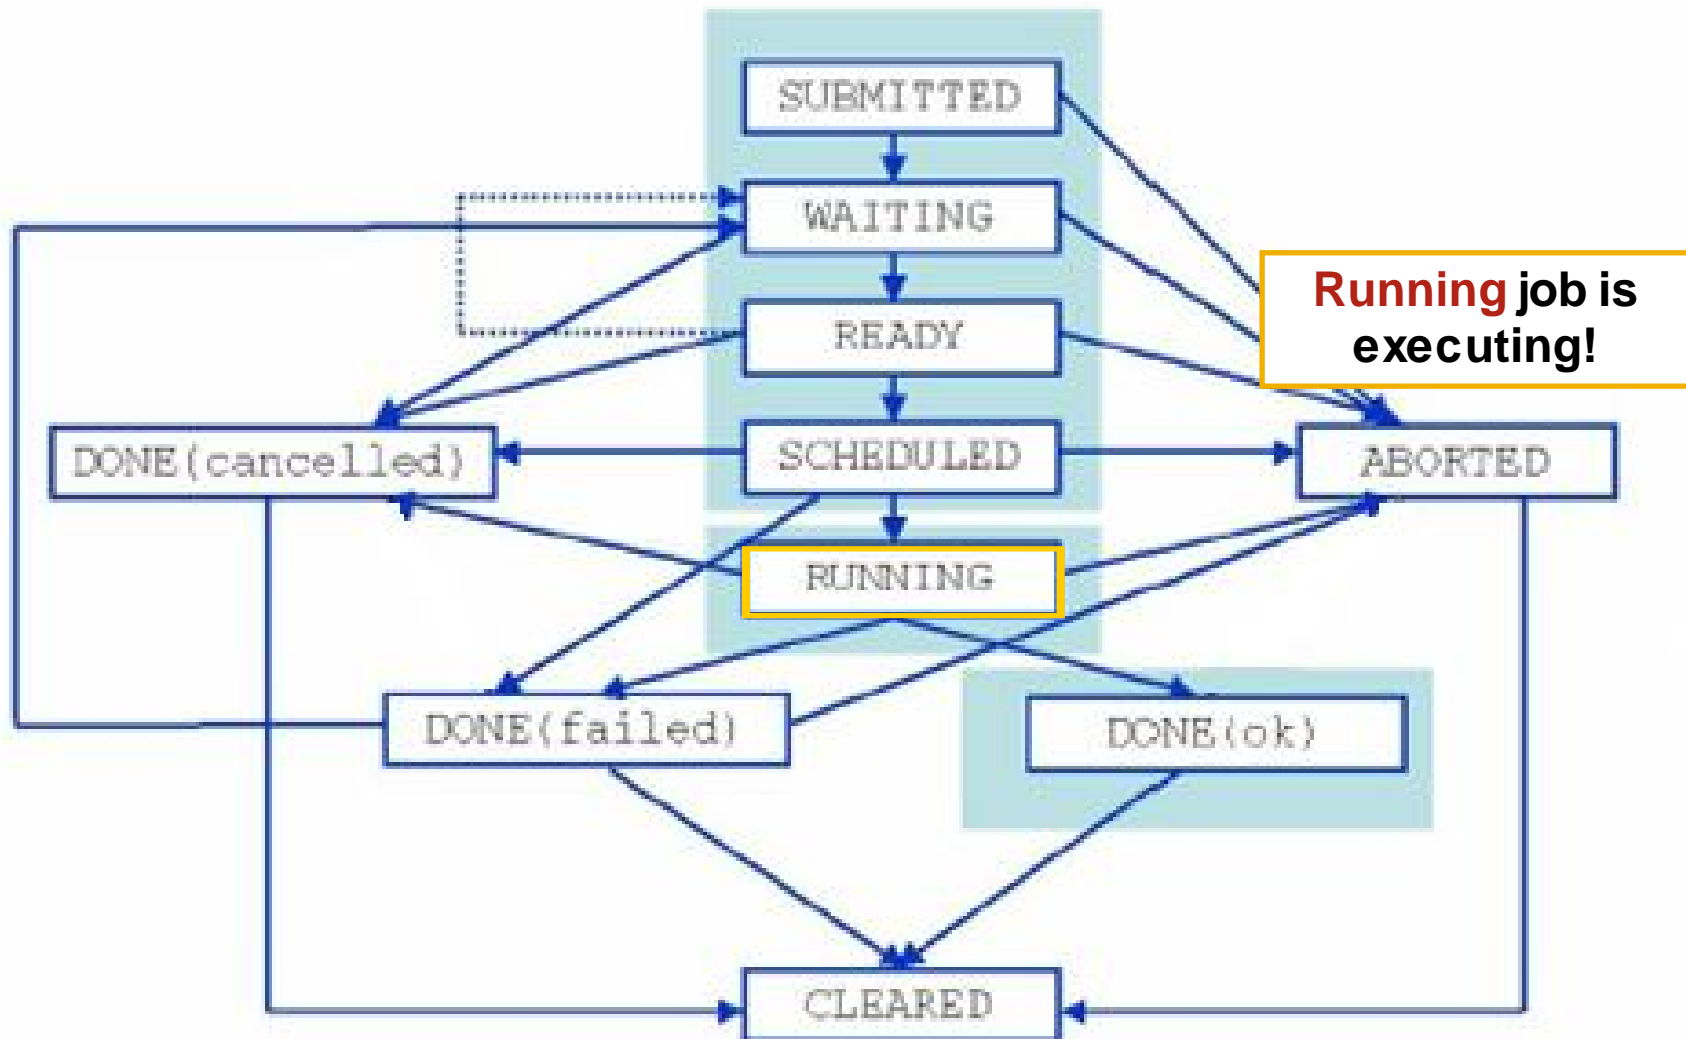 SUBMITTED
WAITING
Running job is
executing!
READY
DONE(cancelled)
SCHEDULED
ABORTED
RUNNING
DONE(failed)
DONE(ok)
CLEARED